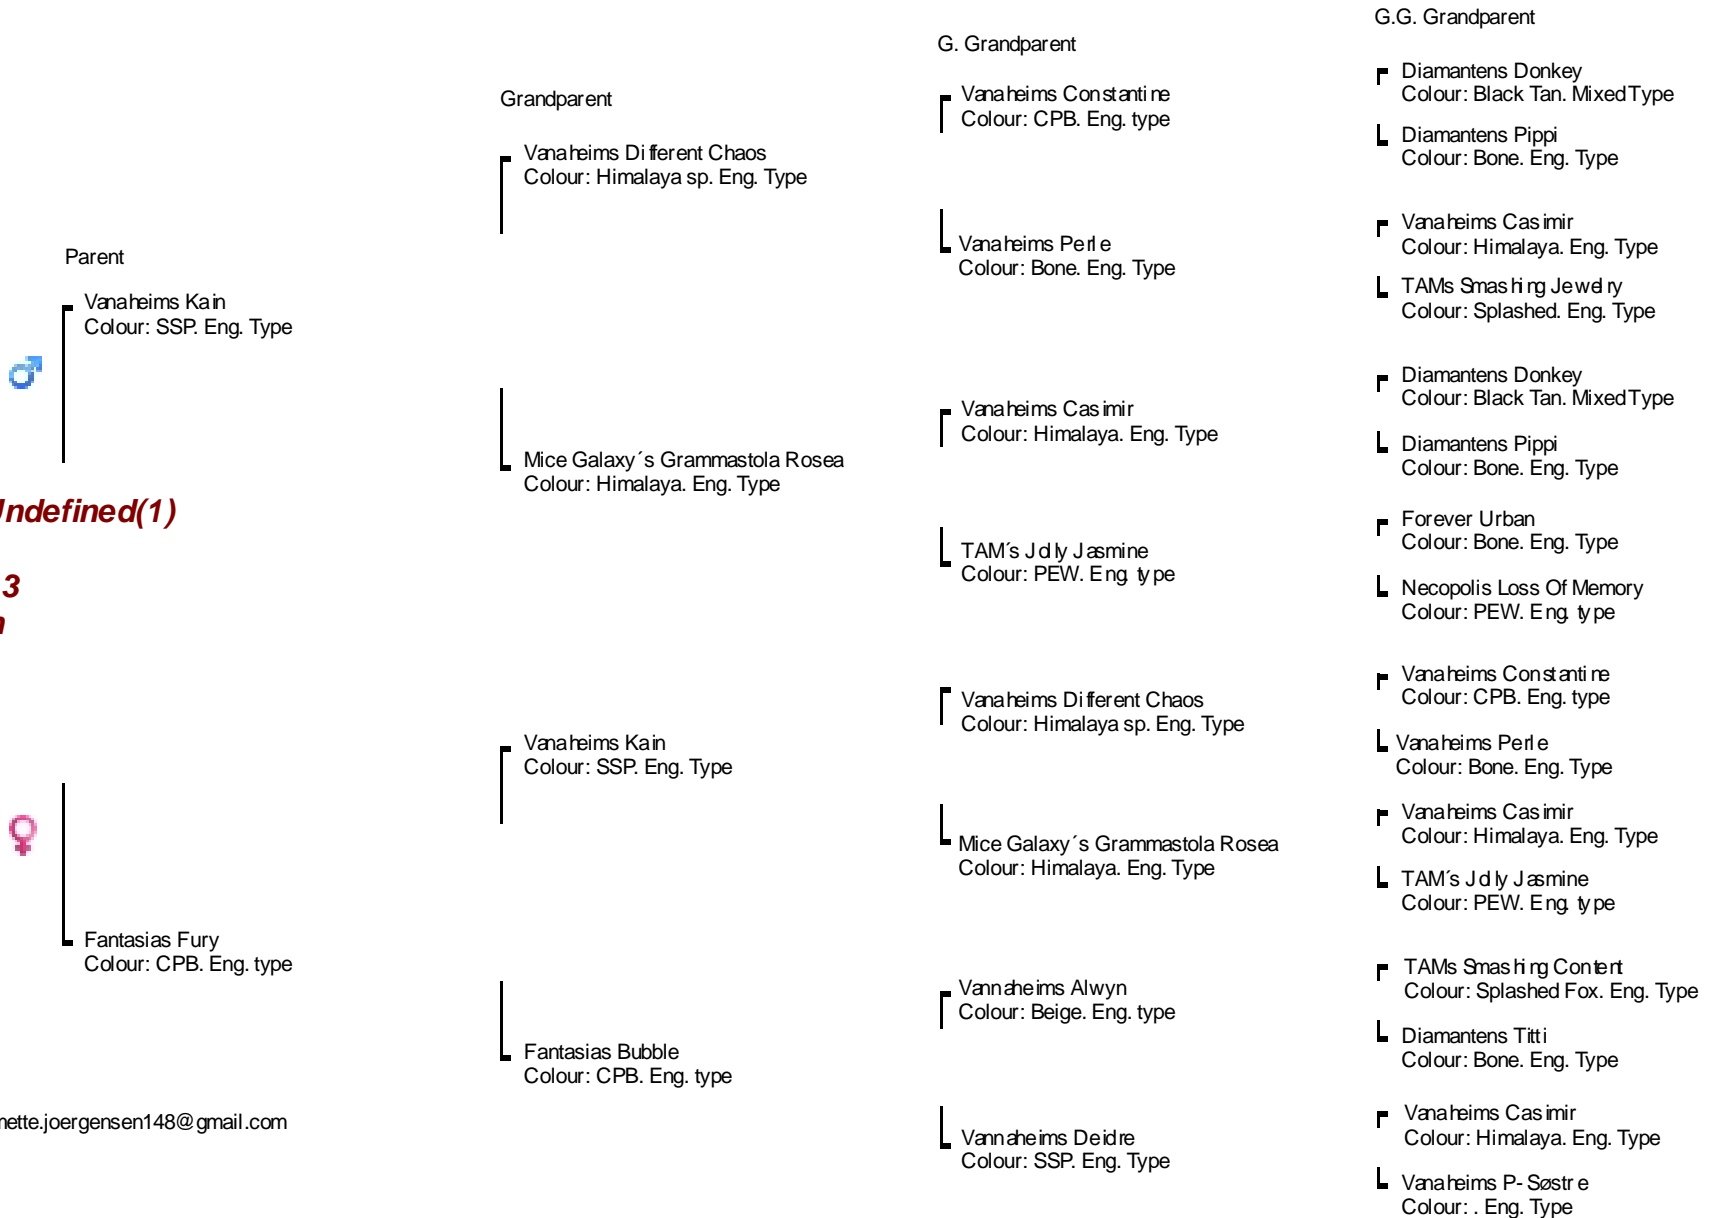 Parent
Vanaheims Kain
Colour: SSP. Eng. Type
Undefined(1)
3
Fantasias Fury
Colour: CPB. Eng. type
mette.joergensen148@gmail.com
Grandparent
Vanaheims Different Chaos
Colour: Himalaya sp. Eng. Type
Mice Galaxy´s Grammastola Rosea
Colour: Himalaya. Eng. Type
Vanaheims Kain
Colour: SSP. Eng. Type
Fantasias Bubble
Colour: CPB. Eng. type
G. Grandparent
Vanaheims Constantine
Colour: CPB. Eng. type
Vanaheims Perle
Colour: Bone. Eng. Type
Vanaheims Casimir
Colour: Himalaya. Eng. Type
TAM´s Jolly Jasmine
Colour: PEW. Eng. type
Vanaheims Different Chaos
Colour: Himalaya sp. Eng. Type
Mice Galaxy´s Grammastola Rosea
Colour: Himalaya. Eng. Type
Vannaheims Alwyn
Colour: Beige. Eng. type
Vannaheims Deidre
Colour: SSP. Eng. Type
G.G. Grandparent
Diamantens Donkey
Colour: Black Tan. Mixed Type
Diamantens Pippi
Colour: Bone. Eng. Type
Vanaheims Casimir
Colour: Himalaya. Eng. Type
TAMs Smashing Jewelry
Colour: Splashed. Eng. Type
Diamantens Donkey
Colour: Black Tan. Mixed Type
Diamantens Pippi
Colour: Bone. Eng. Type
Forever Urban
Colour: Bone. Eng. Type
Necopolis Loss Of Memory
Colour: PEW. Eng. type
Vanaheims Constantine
Colour: CPB. Eng. type
Vanaheims Perle
Colour: Bone. Eng. Type
Vanaheims Casimir
Colour: Himalaya. Eng. Type
TAM´s Jolly Jasmine
Colour: PEW. Eng. type
TAMs Smashing Content
Colour: Splashed Fox. Eng. Type
Diamantens Titti
Colour: Bone. Eng. Type
Vanaheims Casimir
Colour: Himalaya. Eng. Type
Vanaheims P-Søstre
Colour: . Eng. Type